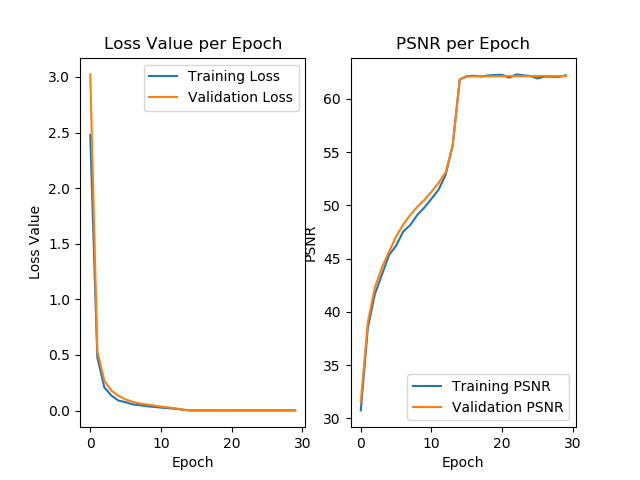 Loss Value per Epoch
3.0
2.5
2.0
1.5
1.0
0.5
0.0
Loss Value
Training Loss
Validation Loss
0
10
20
30
Epoch
PSNR per Epoch
60
55
50
45
40
35
30
PSNR
Training PSNR
Validation PSNR
0
10
20
30
Epoch